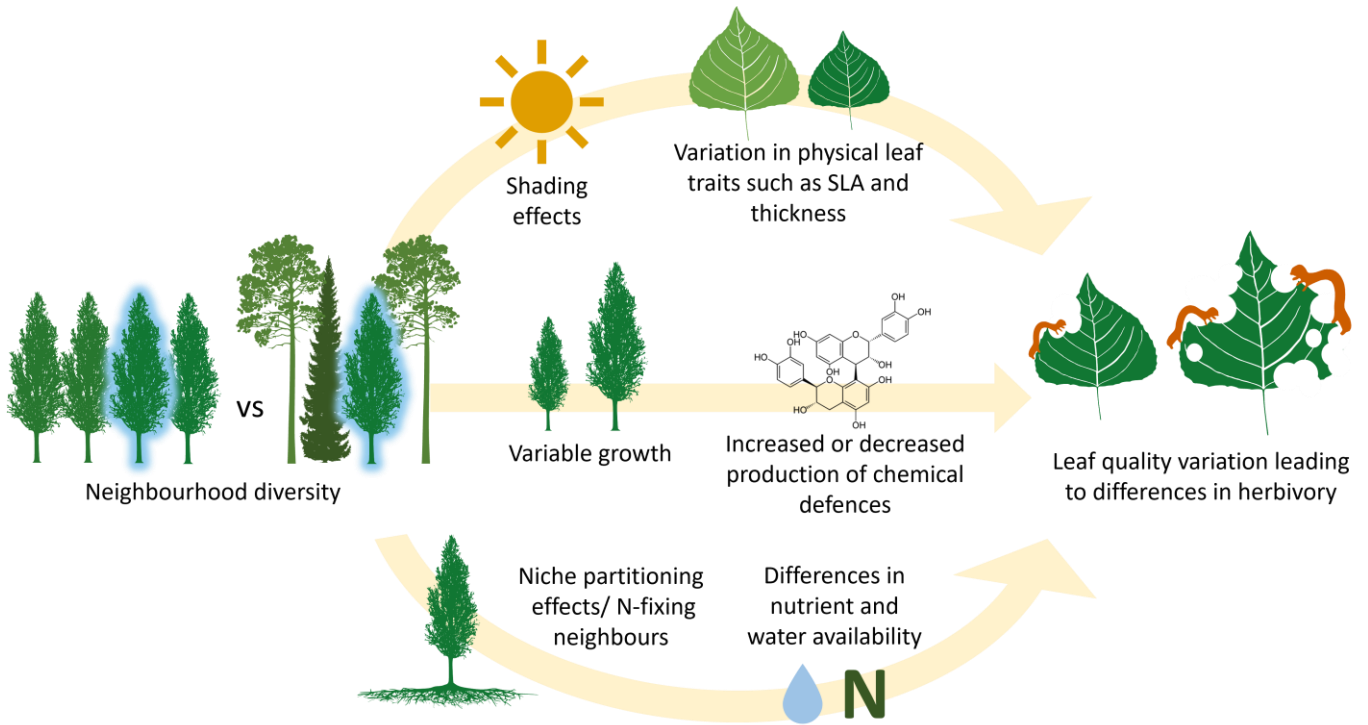 Shading
effects
Variation in physical leaf
traits such as SLA and
thickness
vs
Neighbourhood diversity
Variable growth
OH
OH
HO
O
OH
OH
HO
OH
OH
O
HO
HO
OH
Increased or decreased
production of chemical
defences
Leaf quality variation leading
to differences in herbivory
Niche partitioning
effects/ N-fixing
neighbours
Differences in
nutrient and
water availability
N